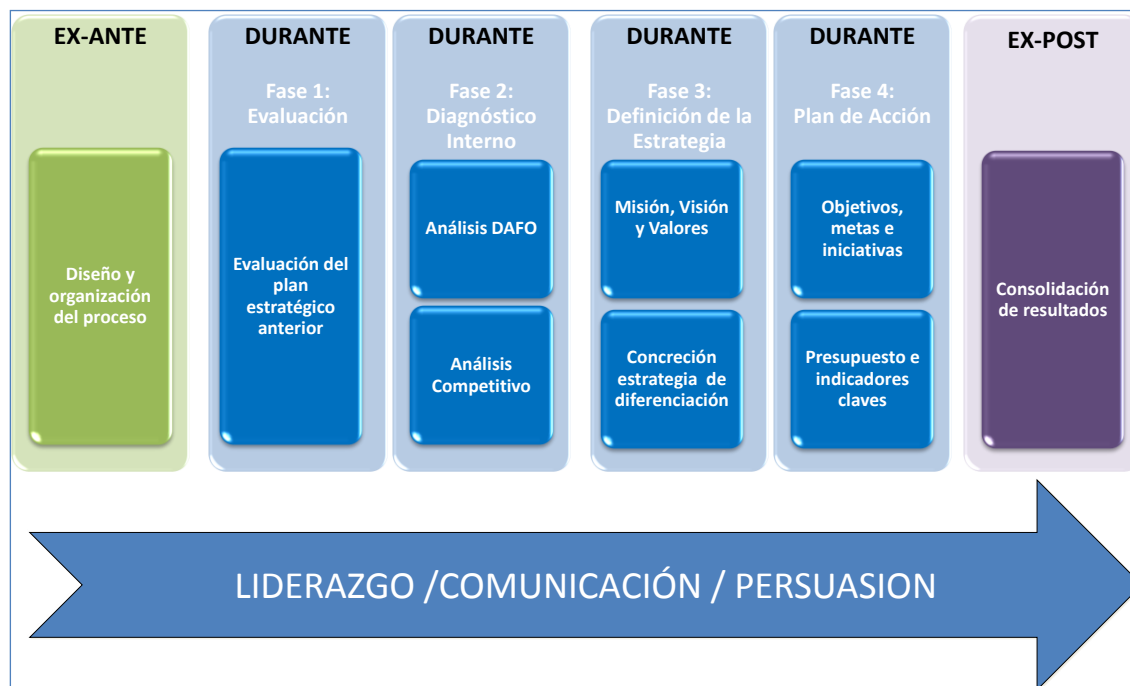 EX-ANTE
Diseño y
organización
del proceso
DURANTE
Fase 1:
Evaluación
Evaluación del
plan
estratégico
anterior
DURANTE
Fase 2:
Diagnóstico
Interno
Análisis DAFO
Análisis
Competitivo
DURANTE
Fase 3:
Definición de la
Estrategia
Misión, Visión
y Valores
Concreción
estrategia de
diferenciación
DURANTE
Fase 4:
Plan de Acción
Objetivos,
metas e
iniciativas
Presupuesto e
indicadores
claves
EX-POST
Consolidación
de resultados
LIDERAZGO /COMUNICACIÓN / PERSUASION